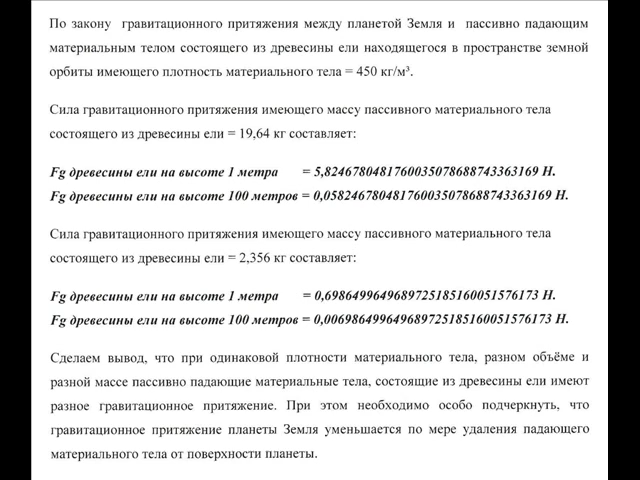 По закону гравитационного притяжения между планетой Земля и пассивно падающим
материальным телом состоящего из древесины ели находящегося в пространстве земной
орбиты имеющего плотность материального тела = 450 кг/м³.
Сила гравитационного притяжения имеющего массу пассивного материального тела
состоящего из древесины ели = 19,64 кг составляет:
Fg древесины ели на высоте 1 метра = 5,8246780481760035078688743363169 Н.
Fg древесины ели на высоте 100 метров = 0,058246780481760035078688743363169 Н.
Сила гравитационного притяжения имеющего массу пассивного материального тела
состоящего из древесины ели = 2,356 кг составляет:
Fg древесины ели на высоте 1 метра = 0,6986499649689725185160051576173 Н.
Fg древесины ели на высоте 100 метров = 0,006986499649689725185160051576173 Н.
Сделаем вывод, что при одинаковой плотности материального тела, разном объёме и
разной массе пассивно падающие материальные тела, состоящие из древесины ели имеют
разное гравитационное притяжение. При этом необходимо особо подчеркнуть, что
гравитационное притяжение планеты Земля уменьшается по мере удаления падающего
материального тела от поверхности планеты.